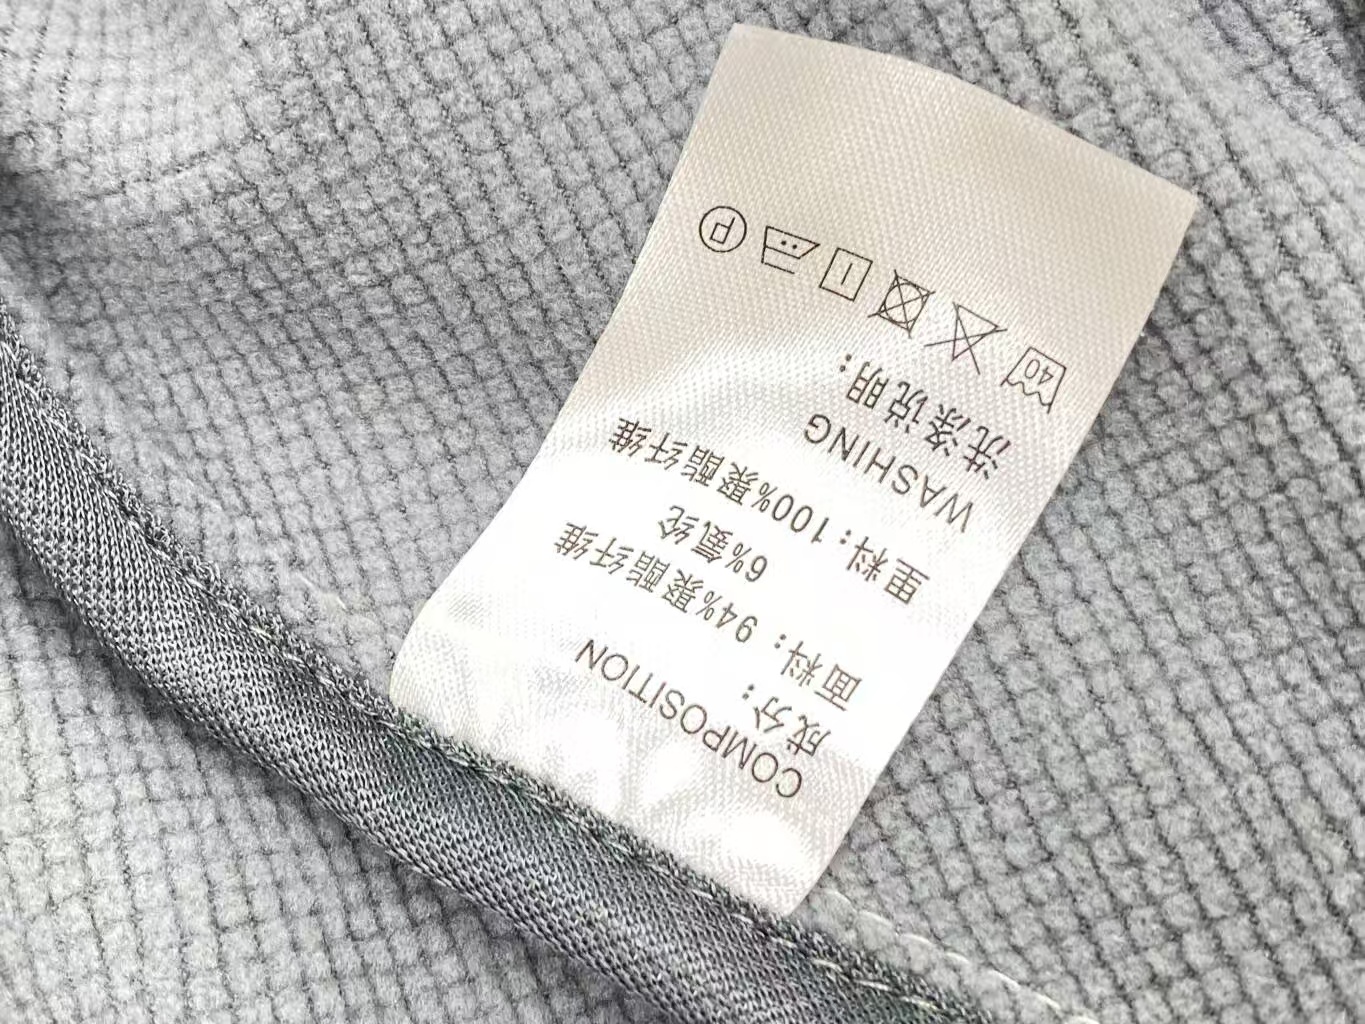 COMPOSITION
成分：
面料：94%聚酯纤维
6%氨纶
里料：100%聚酯纤维
WASHING
洗涤说明：
40 P